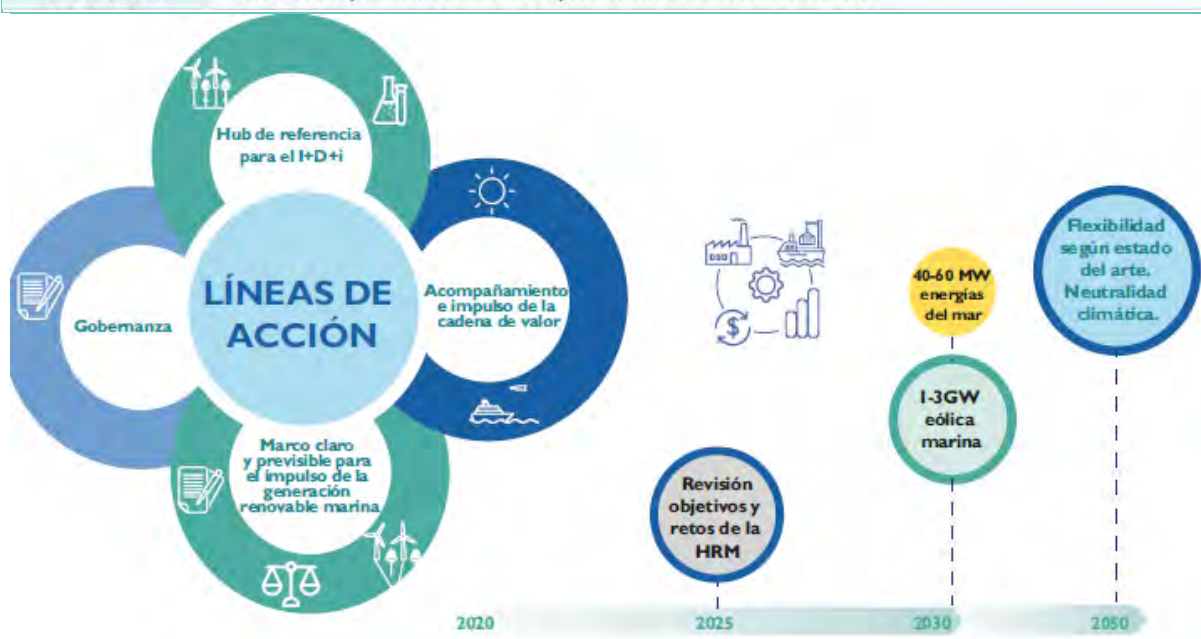 Hub de referencia
para el I+D+i
LÍNEAS DE
ACCIÓN
Gobernanza
Acompañamiento
e impulso de la
cadena de valor
Marco claro
y previsible para
el impulso de la
generación
renovable marina
$
Revisión
objetivos y
retos de la
HRM
40-60 MW
energías
del mar
1-3GW
eólica
marina
Flexibilidad
según estado
del arte.
Neutralidad
climática.
2020
2025
2030
2050